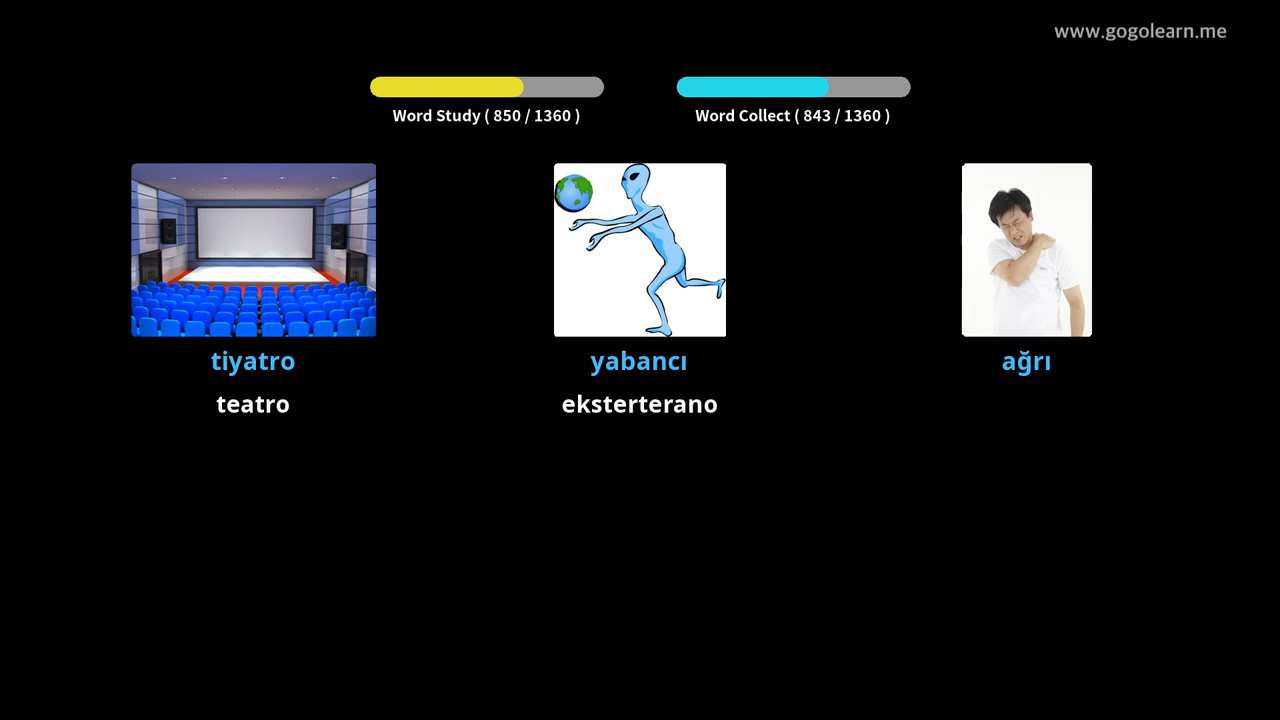 www.gogolearn.me
Word Study ( 850 / 1360 )
Word Collect ( 843 / 1360 )
tiyatro
yabancı
ağrı
teatro
eksterterano